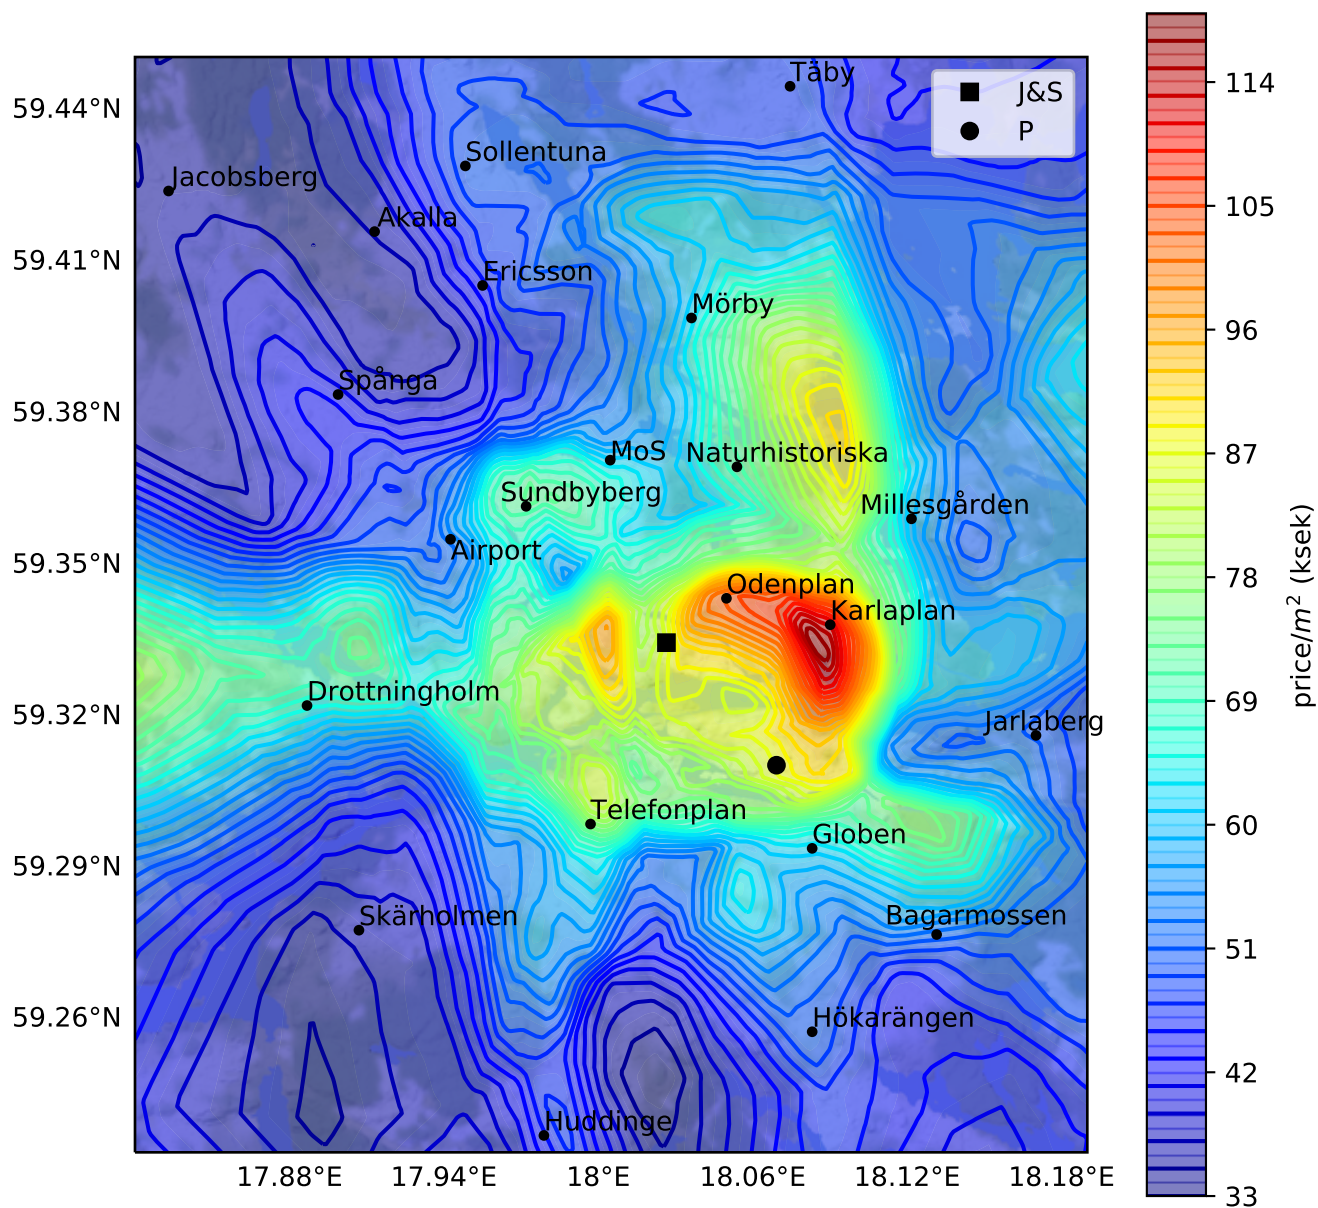 Täby
J&S
P
59.44°N
Sollentuna
Jacobsberg
Akalla
59.41°N
Ericsson
Mörby
Spånga
59.38°N
MoS
Naturhistoriska
Sundbyberg
Millesgården
Airport
59.35°N
Odenplan
Karlaplan
Drottningholm
59.32°N
Jarlaberg
Telefonplan
Globen
59.29°N
Skärholmen
Bagarmossen
59.26°N
Hökarängen
Huddinge
17.88°E 17.94°E 18°E 18.06°E 18.12°E 18.18°E
114
105
96
87
78
69
60
51
42
33
price/m² (ksek)